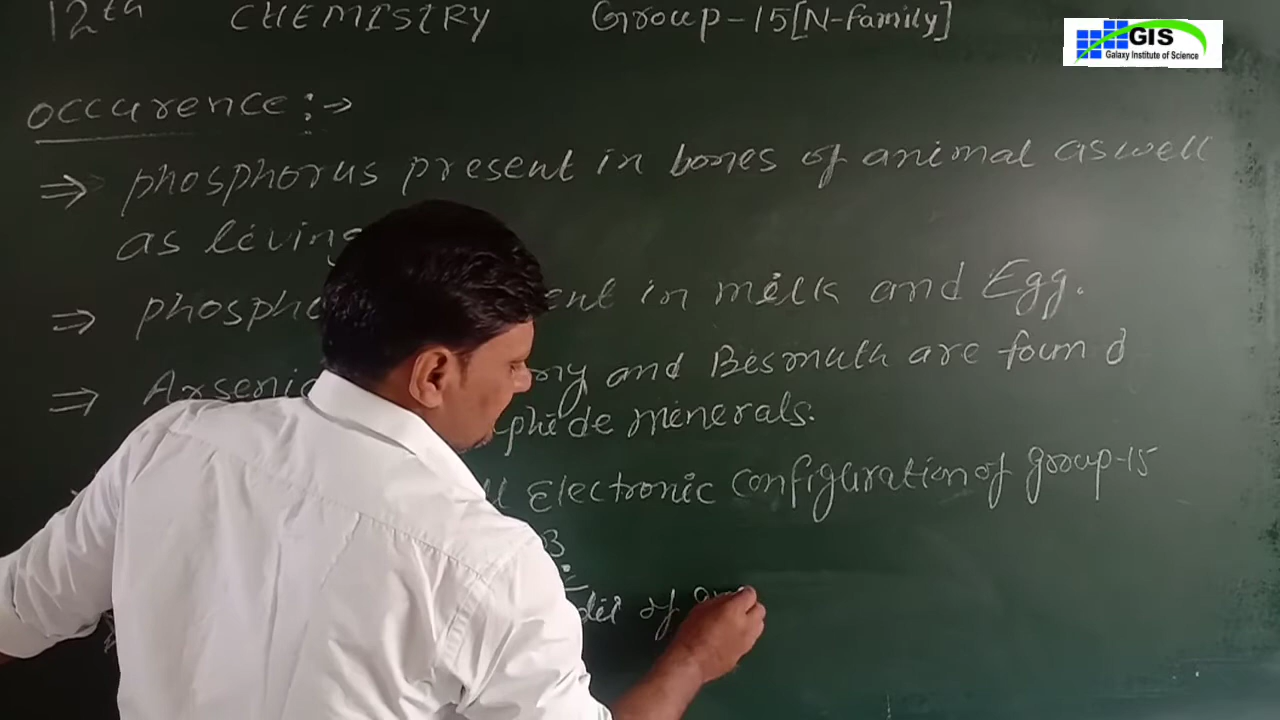 12th CHEMISTRY Group-15[N-family]
GIS
Galaxy Institute of Science
occurence :→
⇒ phosphorus present in bones of animal aswell
as living
⇒ phospho ent in milk and Egg.
⇒ Arsenic ony and Bismuth are found
phide minerals.
Electronic configuration of group-15
of